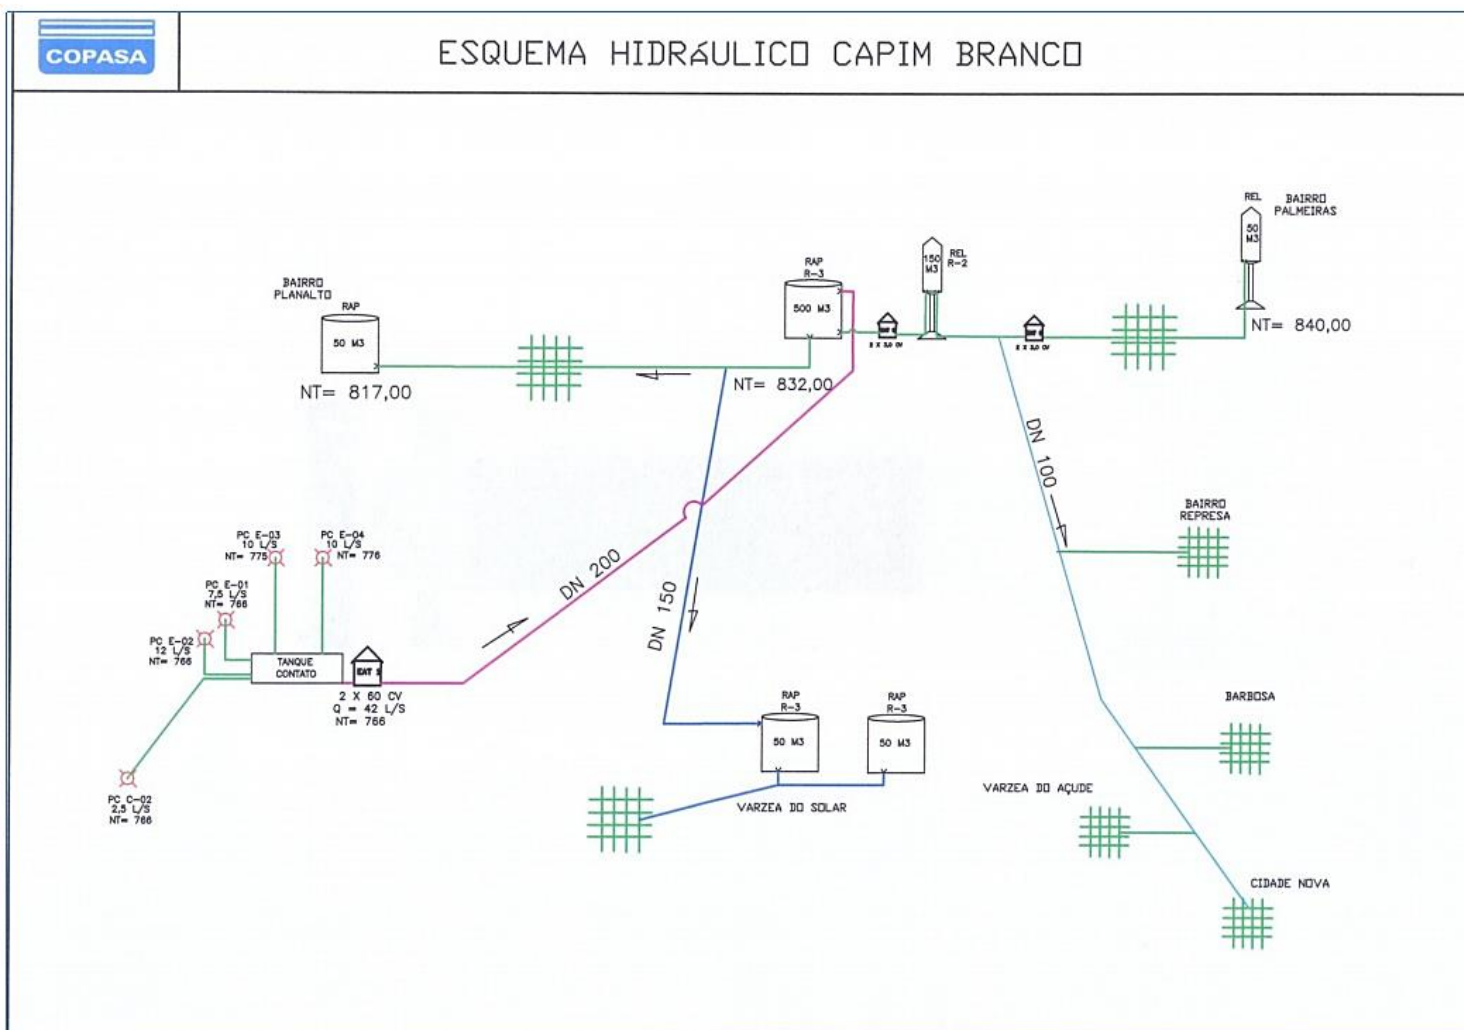 COPASA
ESQUEMA HIDRáULICO CAPIM BRANCO
REL
BAIRRO
PALMEIRAS
50
M3
NT= 840,00
REL
R-2
150
M3
RAP
R-3
500 M3
NT= 832,00
BAIRRO
PLANALTO
RAP
50 M3
NT= 817,00
DN 100
BAIRRO
REPRESA
PC E-03
10 L/S
NT= 775
PC E-04
10 L/S
NT= 776
PC E-01
7,5 L/S
NT= 766
PC E-02
12 L/S
NT= 766
TANQUE
CONTATO
2 X 60 CV
Q = 42 L/S
NT= 766
DN 200
DN 150
RAP
R-3
50 M3
RAP
R-3
50 M3
VARZEA DO SOLAR
PC C-02
2,5 L/S
NT= 766
BARBOSA
VARZEA DO AÇUDE
CIDADE NOVA